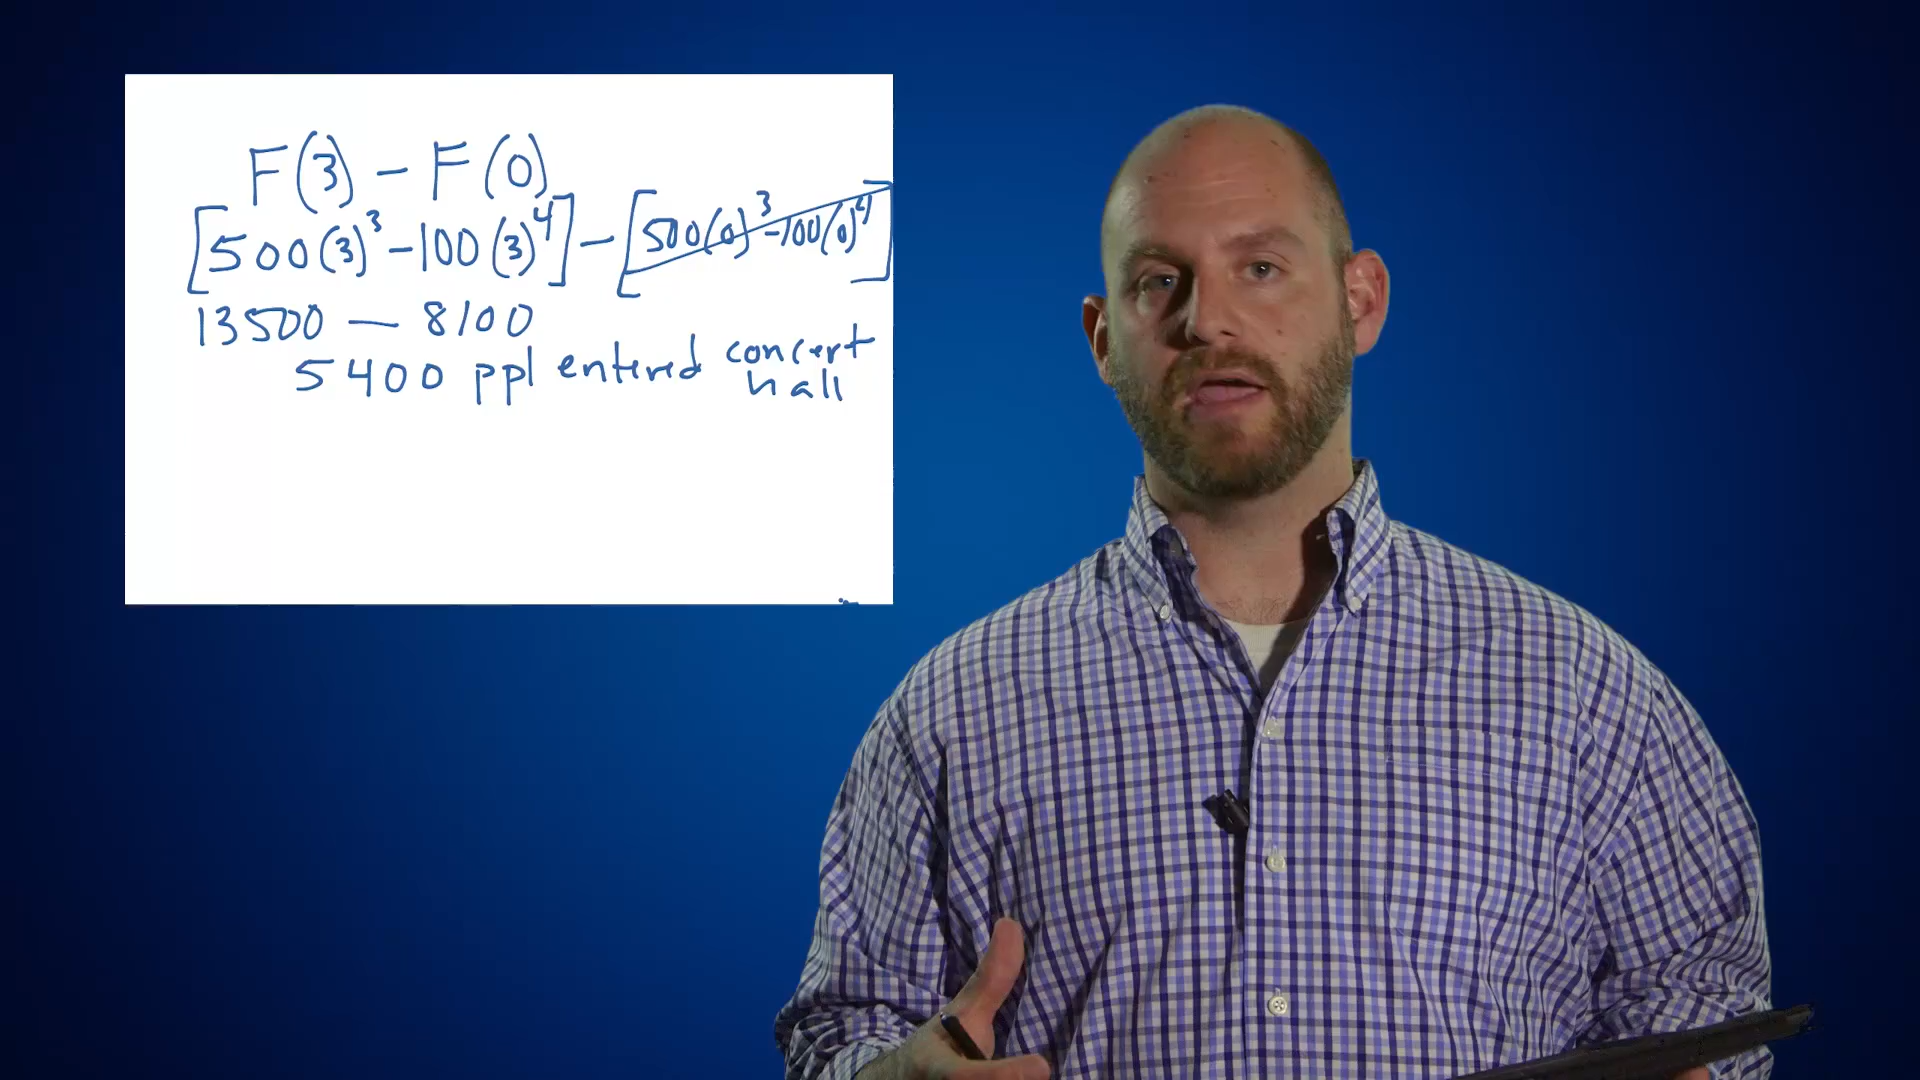 F(3) - F(0)
[500(3)³ - 100(3)⁴] - [500(0)³ - 100(0)⁴]
13500 - 8100
5400 ppl entered concert hall